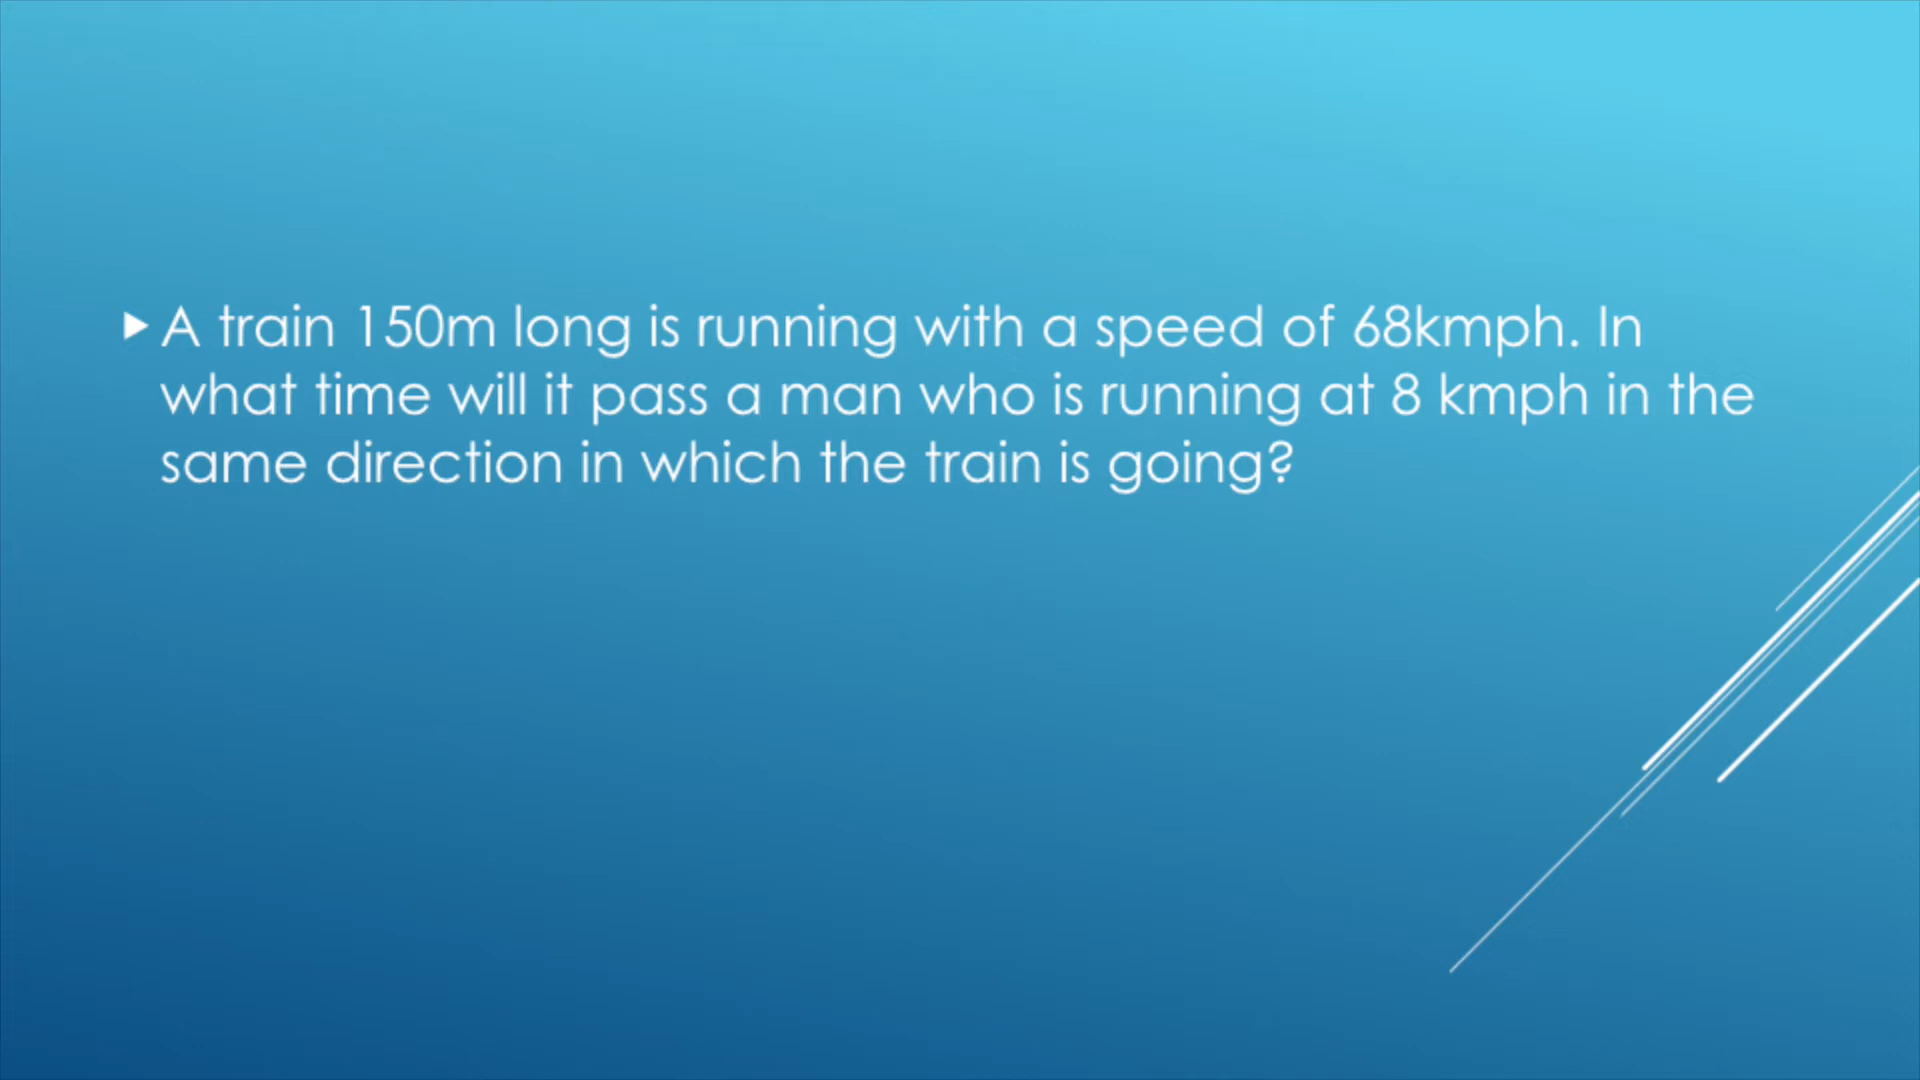 A train 150m long is running with a speed of 68kmph. In
what time will it pass a man who is running at 8 kmph in the
same direction in which the train is going?